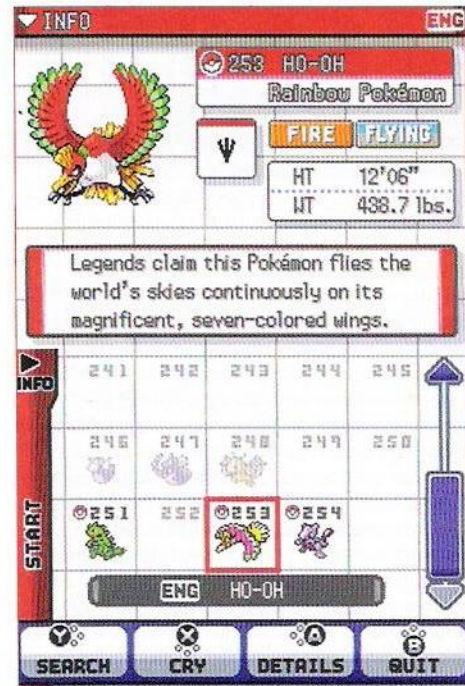 INFO
ENG
253 HO-OH
Rainbow Pokémon
FIRE FLYING
HT 12'06"
WT 438.7 lbs.
Legends claim this Pokémon flies the
world's skies continuously on its
magnificent, seven-colored wings.
INFO
241 242 243 244 245
246 247 248 249 250
251 252 253 254
START
ENG HO-OH
Y X A B
SEARCH CRY DETAILS QUIT